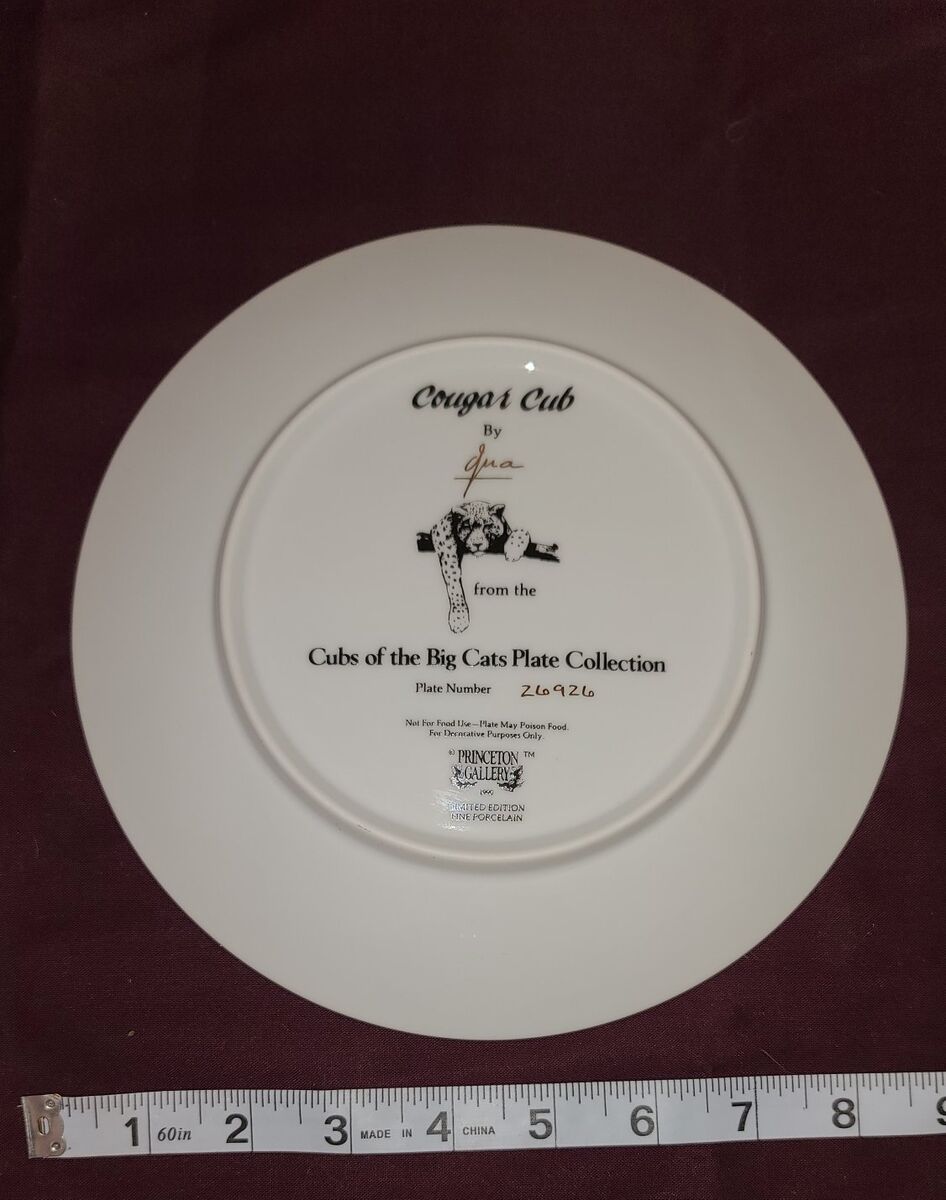 Cougar Cub
By
from the
Cubs of the Big Cats Plate Collection
Plate Number 26926
Not For Food Use—Plate May Poison Food.
For Decorative Purposes Only.
© PRINCETON ™
GALLERY
LIMITED EDITION
FINE PORCELAIN
1 60in 2 3 MADE IN 4 CHINA 5 6 7 8 9